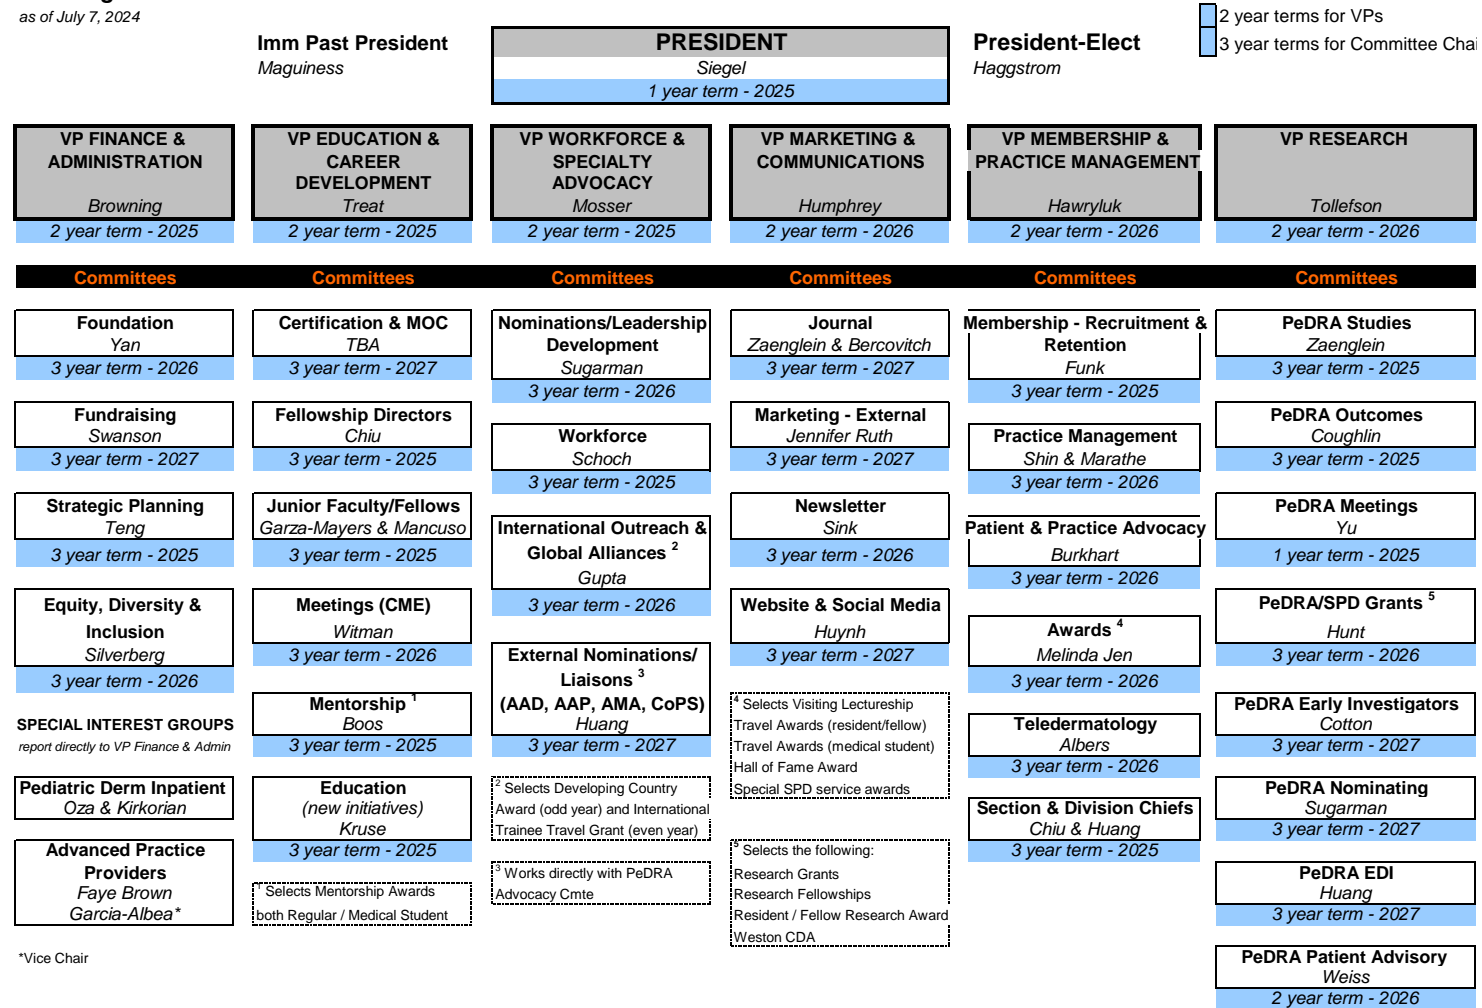 as of July 7, 2024
2 year terms for VPs
3 year terms for Committee Chai
Imm Past President
Maguiness
PRESIDENT
Siegel
1 year term - 2025
President-Elect
Haggstrom
VP FINANCE &
ADMINISTRATION
Browning
2 year term - 2025
VP EDUCATION &
CAREER
DEVELOPMENT
Treat
2 year term - 2025
VP WORKFORCE &
SPECIALTY
ADVOCACY
Mosser
2 year term - 2025
VP MARKETING &
COMMUNICATIONS
Humphrey
2 year term - 2026
VP MEMBERSHIP &
PRACTICE MANAGEMENT
Hawryluk
2 year term - 2026
VP RESEARCH
Tollefson
2 year term - 2026
Committees
Committees
Committees
Committees
Committees
Committees
Foundation
Yan
3 year term - 2026
Fundraising
Swanson
3 year term - 2027
Strategic Planning
Teng
3 year term - 2025
Equity, Diversity &
Inclusion
Silverberg
3 year term - 2026
SPECIAL INTEREST GROUPS
report directly to VP Finance & Admin
Pediatric Derm Inpatient
Oza & Kirkorian
Advanced Practice
Providers
Faye Brown
Garcia-Albea*
*Vice Chair
Certification & MOC
TBA
3 year term - 2027
Fellowship Directors
Chiu
3 year term - 2025
Junior Faculty/Fellows
Garza-Mayers & Mancuso
3 year term - 2025
Meetings (CME)
Witman
3 year term - 2026
Mentorship 1
Boos
3 year term - 2025
Education
(new initiatives)
Kruse
3 year term - 2025
1 Selects Mentorship Awards
both Regular / Medical Student
Nominations/Leadership
Development
Sugarman
3 year term - 2026
Workforce
Schoch
3 year term - 2025
International Outreach &
Global Alliances 2
Gupta
3 year term - 2026
External Nominations/
Liaisons 3
(AAD, AAP, AMA, CoPS)
Huang
3 year term - 2027
2 Selects Developing Country
Award (odd year) and International
Trainee Travel Grant (even year)
3 Works directly with PeDRA
Advocacy Cmte
Journal
Zaenglein & Bercovitch
3 year term - 2027
Marketing - External
Jennifer Ruth
3 year term - 2027
Newsletter
Sink
3 year term - 2026
Website & Social Media
Huynh
3 year term - 2027
4 Selects Visiting Lectureship
Travel Awards (resident/fellow)
Travel Awards (medical student)
Hall of Fame Award
Special SPD service awards
5 Selects the following:
Research Grants
Research Fellowships
Resident / Fellow Research Award
Weston CDA
Membership - Recruitment &
Retention
Funk
3 year term - 2025
Practice Management
Shin & Marathe
3 year term - 2026
Patient & Practice Advocacy
Burkhart
3 year term - 2026
Awards 4
Melinda Jen
3 year term - 2026
Teledermatology
Albers
3 year term - 2026
Section & Division Chiefs
Chiu & Huang
3 year term - 2025
PeDRA Studies
Zaenglein
3 year term - 2025
PeDRA Outcomes
Coughlin
3 year term - 2025
PeDRA Meetings
Yu
1 year term - 2025
PeDRA/SPD Grants 5
Hunt
3 year term - 2026
PeDRA Early Investigators
Cotton
3 year term - 2027
PeDRA Nominating
Sugarman
3 year term - 2027
PeDRA EDI
Huang
3 year term - 2027
PeDRA Patient Advisory
Weiss
2 year term - 2026